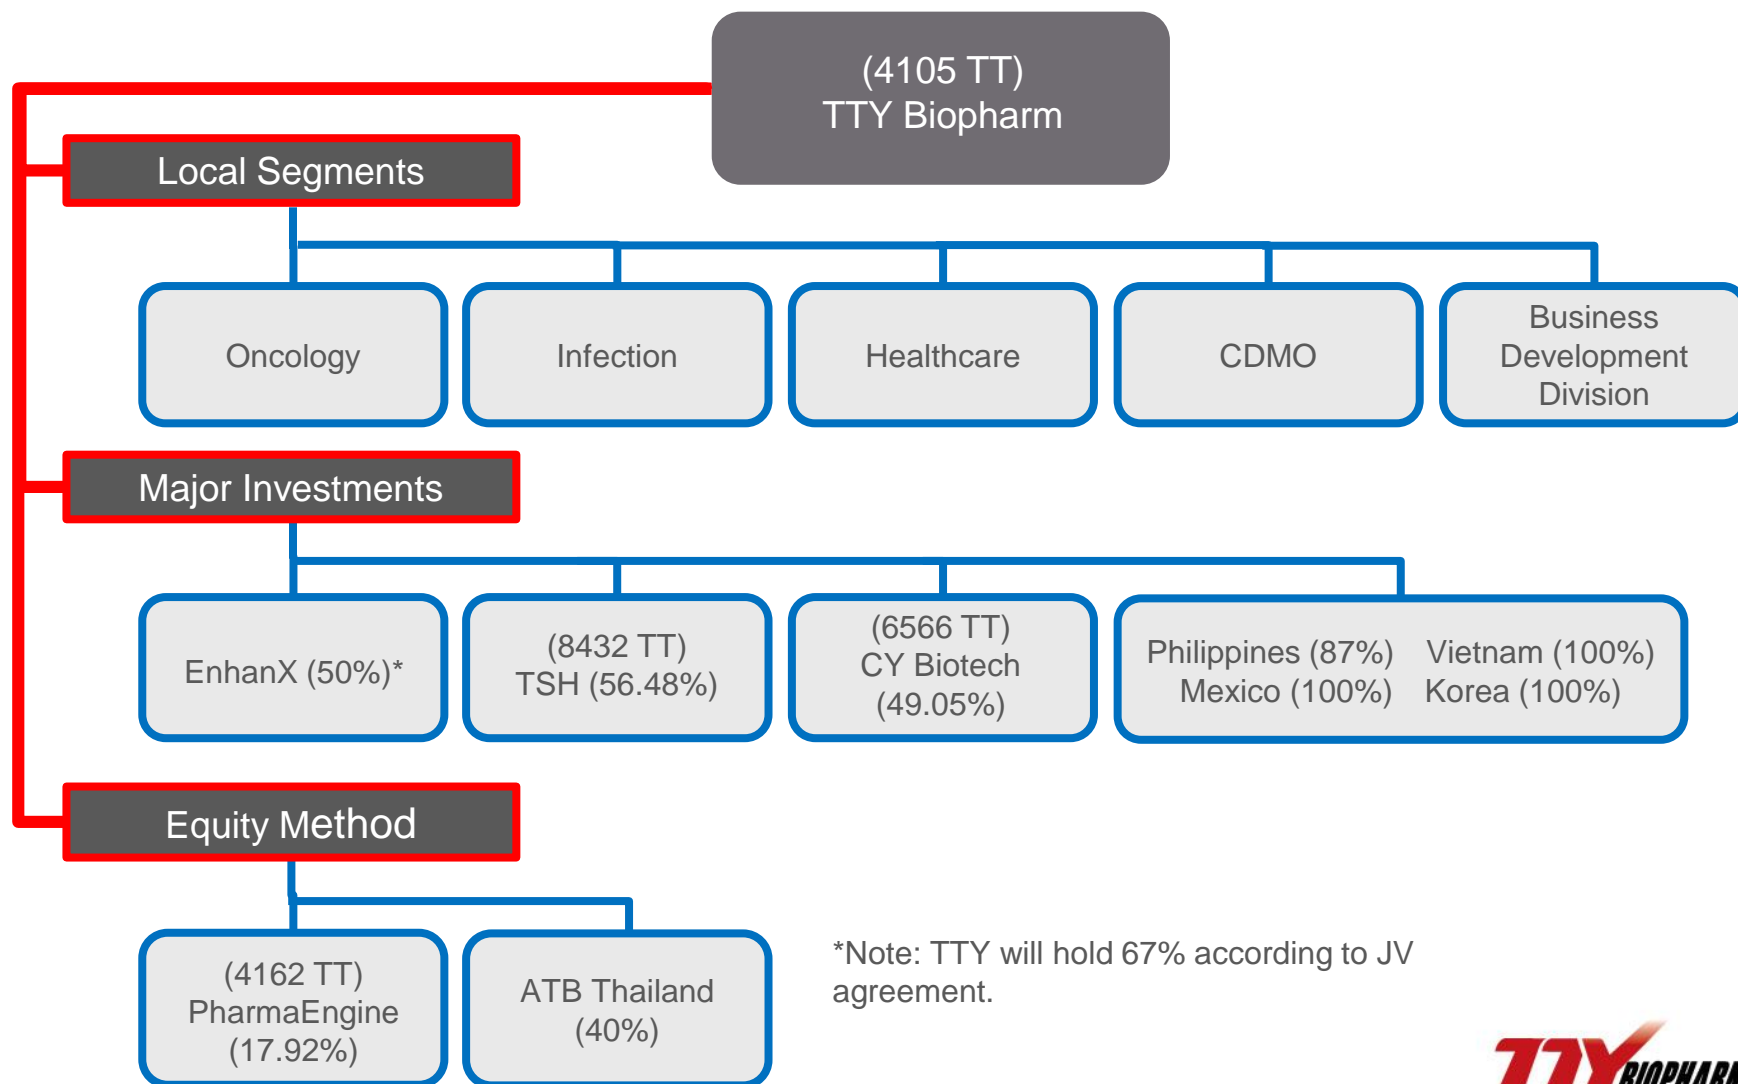 (4105 TT)
TTY Biopharm
Local Segments
Oncology
Infection
Healthcare
CDMO
Business
Development
Division
Major Investments
EnhanX (50%)*
(8432 TT)
TSH (56.48%)
(6566 TT)
CY Biotech
(49.05%)
Philippines (87%) Vietnam (100%)
Mexico (100%) Korea (100%)
Equity Method
(4162 TT)
PharmaEngine
(17.92%)
ATB Thailand
(40%)
*Note: TTY will hold 67% according to JV
agreement.
TTY BIOPHARM